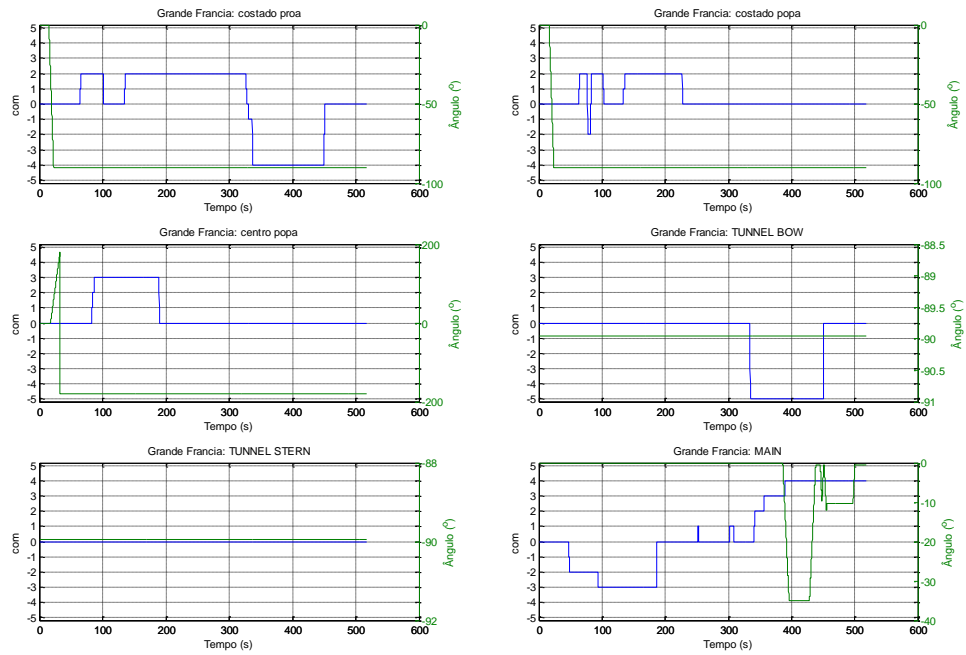 Grande Francia: costado proa
5
4
3
2
1
0
-1
-2
-3
-4
-5
com
-0
-50
-100
Ângulo (º)
0 100 200 300 400 500 600
Tempo (s)
Grande Francia: costado popa
5
4
3
2
1
0
-1
-2
-3
-4
-5
com
-0
-50
-100
Ângulo (º)
0 100 200 300 400 500 600
Tempo (s)
Grande Francia: centro popa
5
4
3
2
1
0
-1
-2
-3
-4
-5
com
200
0
-200
Ângulo (º)
0 100 200 300 400 500 600
Tempo (s)
Grande Francia: TUNNEL BOW
5
4
3
2
1
0
-1
-2
-3
-4
-5
com
-88.5
-89
-89.5
-90
-90.5
-91
Ângulo (º)
0 100 200 300 400 500 600
Tempo (s)
Grande Francia: TUNNEL STERN
5
4
3
2
1
0
-1
-2
-3
-4
-5
com
-88
-90
-92
Ângulo (º)
0 100 200 300 400 500 600
Tempo (s)
Grande Francia: MAIN
5
4
3
2
1
0
-1
-2
-3
-4
-5
com
0
-10
-20
-30
-40
Ângulo (º)
0 100 200 300 400 500 600
Tempo (s)